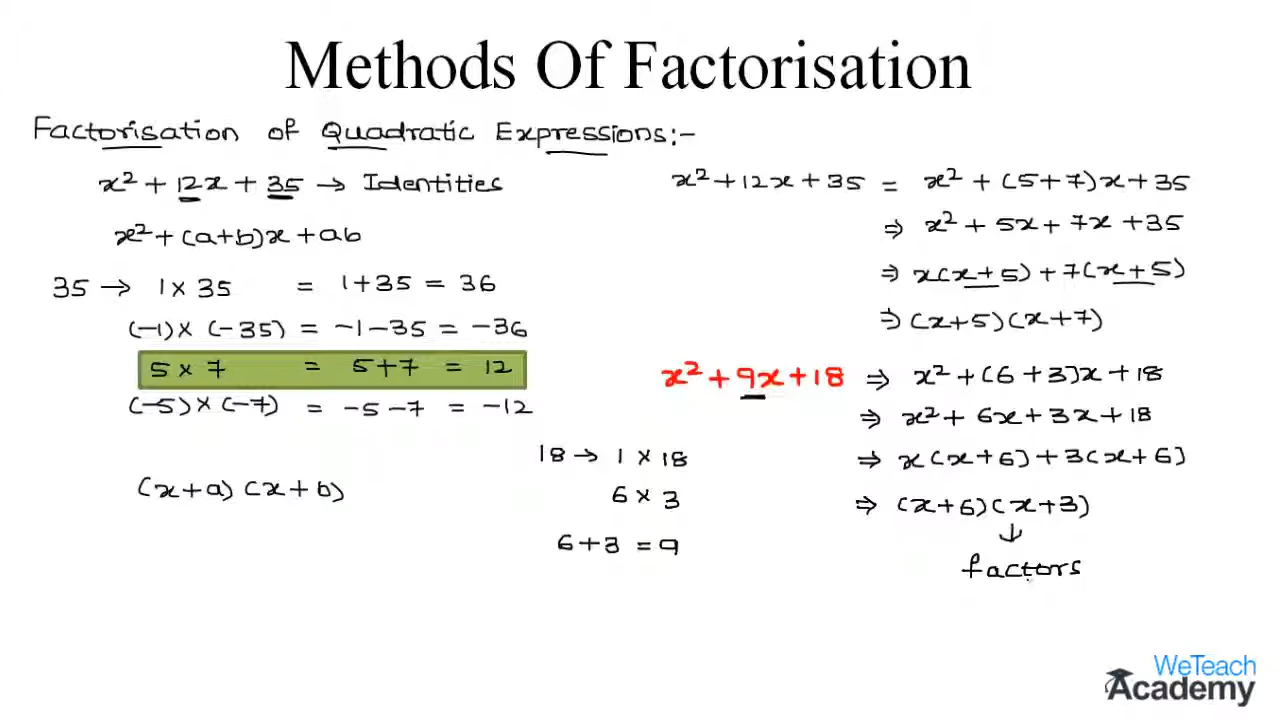 Methods Of Factorisation
Factorisation of Quadratic Expressions:-
x² + 12x + 35 → Identities
x² + (a+b)x + ab
35 → 1 × 35 = 1+35 = 36
(-1) × (-35) = -1-35 = -36
5 × 7 = 5+7 = 12
(-5) × (-7) = -5-7 = -12
(x+a) (x+b)
18 → 1 × 18
6 × 3
6+3 = 9
x² + 12x + 35 = x² + (5+7)x + 35
⇒ x² + 5x + 7x + 35
⇒ x(x+5) + 7(x+5)
⇒ (x+5)(x+7)
x² + 9x + 18 ⇒ x² + (6+3)x + 18
⇒ x² + 6x + 3x + 18
⇒ x(x+6) + 3(x+6)
⇒ (x+6)(x+3)
↓
factors
WeTeach
Academy